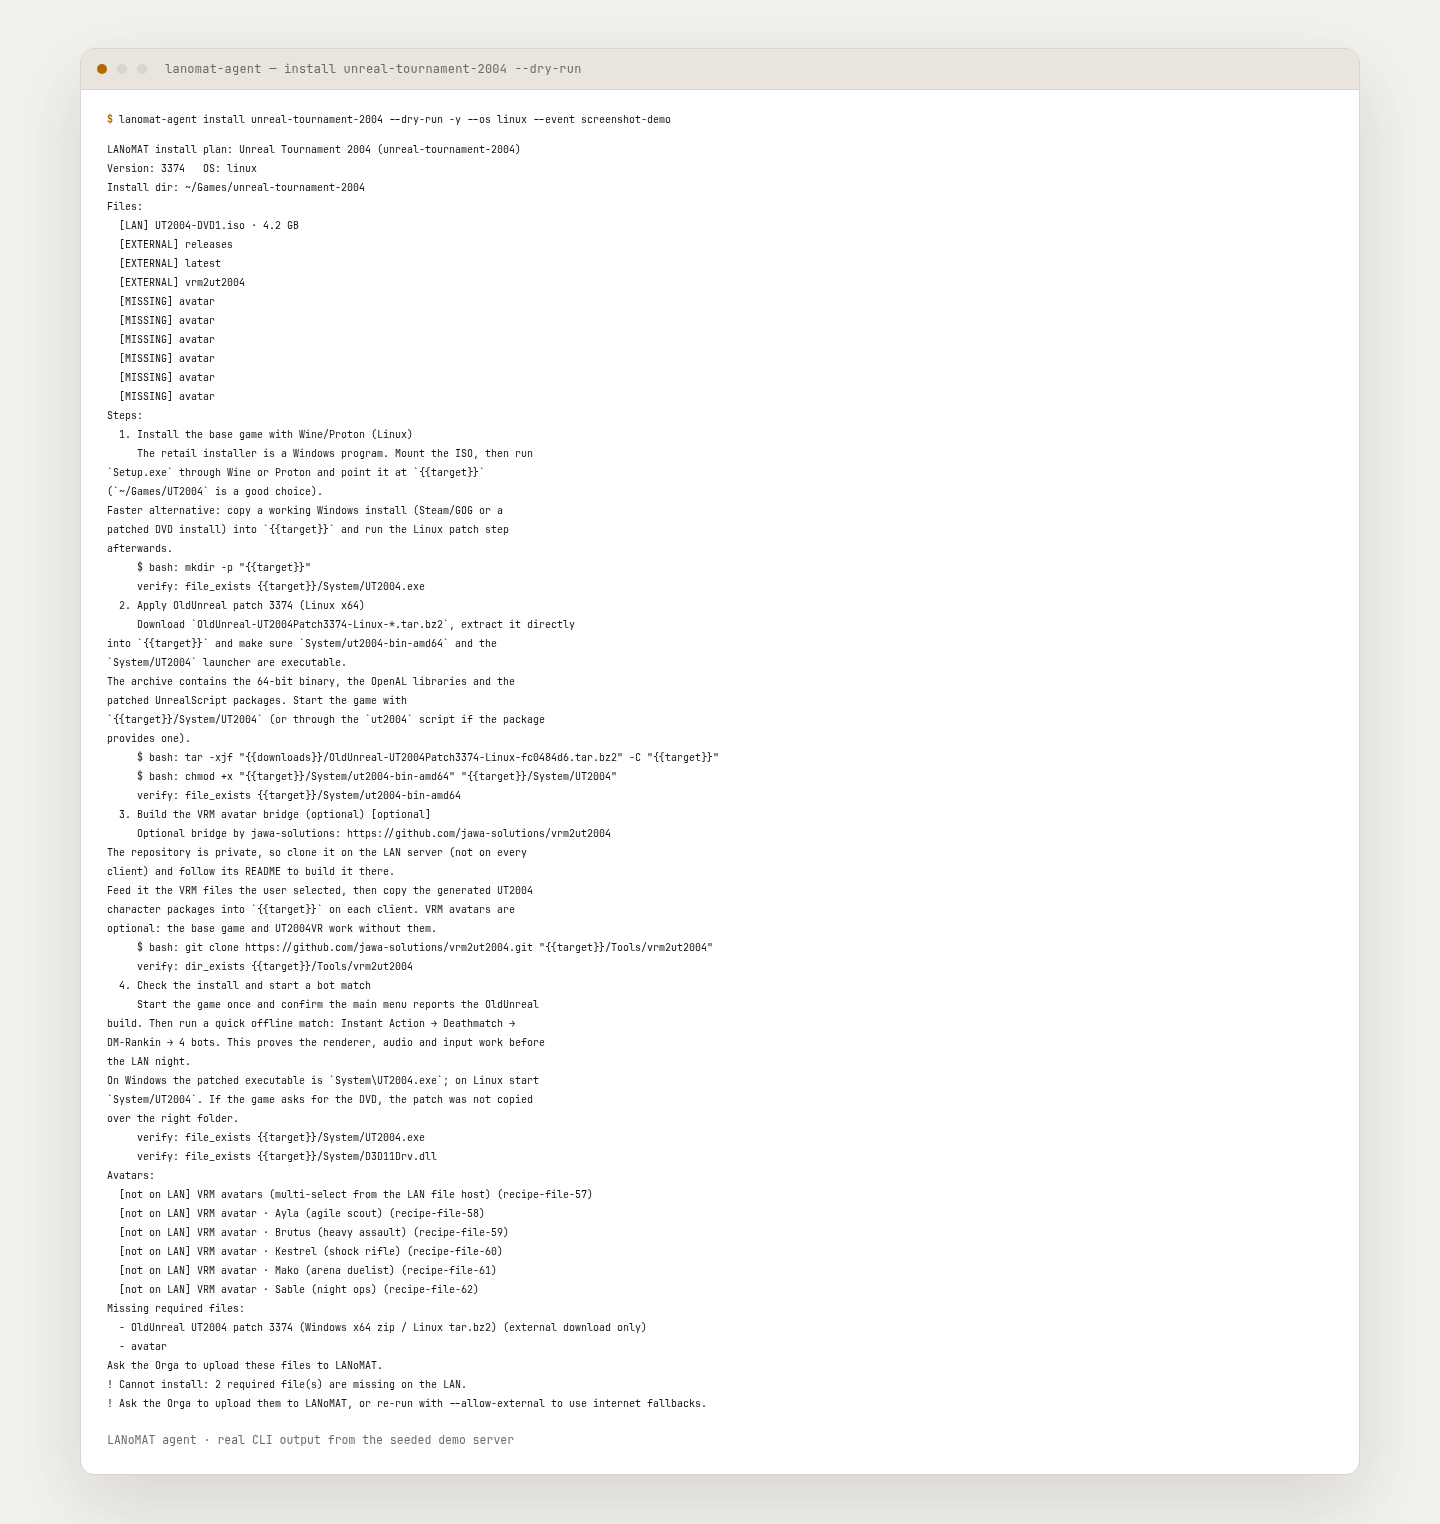 lanomat-agent — install unreal-tournament-2004 --dry-run
$ lanomat-agent install unreal-tournament-2004 --dry-run -y --os linux --event screenshot-demo
LANoMAT install plan: Unreal Tournament 2004 (unreal-tournament-2004)
Version: 3374   OS: linux
Install dir: ~/Games/unreal-tournament-2004
Files:
  [LAN] UT2004-DVD1.iso · 4.2 GB
  [EXTERNAL] releases
  [EXTERNAL] latest
  [EXTERNAL] vrm2ut2004
  [MISSING] avatar
  [MISSING] avatar
  [MISSING] avatar
  [MISSING] avatar
  [MISSING] avatar
  [MISSING] avatar
Steps:
  1. Install the base game with Wine/Proton (Linux)
     The retail installer is a Windows program. Mount the ISO, then run
`Setup.exe` through Wine or Proton and point it at `{{target}}`
(`~/Games/UT2004` is a good choice).
Faster alternative: copy a working Windows install (Steam/GOG or a
patched DVD install) into `{{target}}` and run the Linux patch step
afterwards.
     $ bash: mkdir -p "{{target}}"
     verify: file_exists {{target}}/System/UT2004.exe
  2. Apply OldUnreal patch 3374 (Linux x64)
     Download `OldUnreal-UT2004Patch3374-Linux-*.tar.bz2`, extract it directly
into `{{target}}` and make sure `System/ut2004-bin-amd64` and the
`System/UT2004` launcher are executable.
The archive contains the 64-bit binary, the OpenAL libraries and the
patched UnrealScript packages. Start the game with
`{{target}}/System/UT2004` (or through the `ut2004` script if the package
provides one).
     $ bash: tar -xjf "{{downloads}}/OldUnreal-UT2004Patch3374-Linux-fc0484d6.tar.bz2" -C "{{target}}"
     $ bash: chmod +x "{{target}}/System/ut2004-bin-amd64" "{{target}}/System/UT2004"
     verify: file_exists {{target}}/System/ut2004-bin-amd64
  3. Build the VRM avatar bridge (optional) [optional]
     Optional bridge by jawa-solutions: https://github.com/jawa-solutions/vrm2ut2004
The repository is private, so clone it on the LAN server (not on every
client) and follow its README to build it there.
Feed it the VRM files the user selected, then copy the generated UT2004
character packages into `{{target}}` on each client. VRM avatars are
optional: the base game and UT2004VR work without them.
     $ bash: git clone https://github.com/jawa-solutions/vrm2ut2004.git "{{target}}/Tools/vrm2ut2004"
     verify: dir_exists {{target}}/Tools/vrm2ut2004
  4. Check the install and start a bot match
     Start the game once and confirm the main menu reports the OldUnreal
build. Then run a quick offline match: Instant Action → Deathmatch →
DM-Rankin → 4 bots. This proves the renderer, audio and input work before
the LAN night.
On Windows the patched executable is `System\UT2004.exe`; on Linux start
`System/UT2004`. If the game asks for the DVD, the patch was not copied
over the right folder.
     verify: file_exists {{target}}/System/UT2004.exe
     verify: file_exists {{target}}/System/D3D11Drv.dll
Avatars:
  [not on LAN] VRM avatars (multi-select from the LAN file host) (recipe-file-57)
  [not on LAN] VRM avatar · Ayla (agile scout) (recipe-file-58)
  [not on LAN] VRM avatar · Brutus (heavy assault) (recipe-file-59)
  [not on LAN] VRM avatar · Kestrel (shock rifle) (recipe-file-60)
  [not on LAN] VRM avatar · Mako (arena duelist) (recipe-file-61)
  [not on LAN] VRM avatar · Sable (night ops) (recipe-file-62)
Missing required files:
  - OldUnreal UT2004 patch 3374 (Windows x64 zip / Linux tar.bz2) (external download only)
  - avatar
Ask the Orga to upload these files to LANoMAT.
! Cannot install: 2 required file(s) are missing on the LAN.
! Ask the Orga to upload them to LANoMAT, or re-run with --allow-external to use internet fallbacks.
LANoMAT agent · real CLI output from the seeded demo server